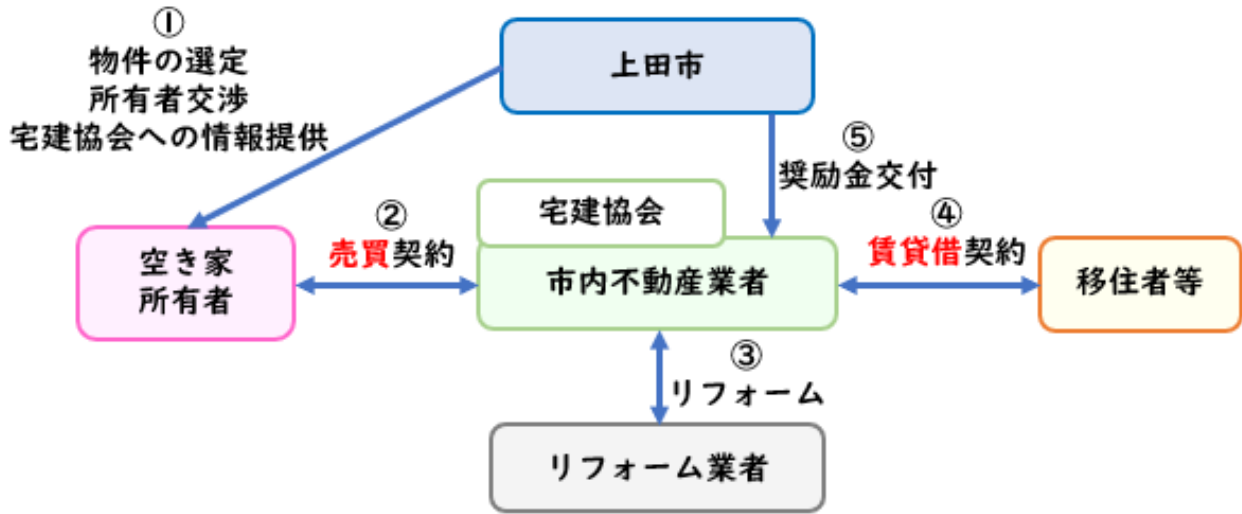 ①
物件の選定
所有者交渉
宅建協会への情報提供
上田市
⑤
奨励金交付
宅建協会
市内不動産業者
②
売買契約
空き家
所有者
④
賃貸借契約
移住者等
③
リフォーム
リフォーム業者